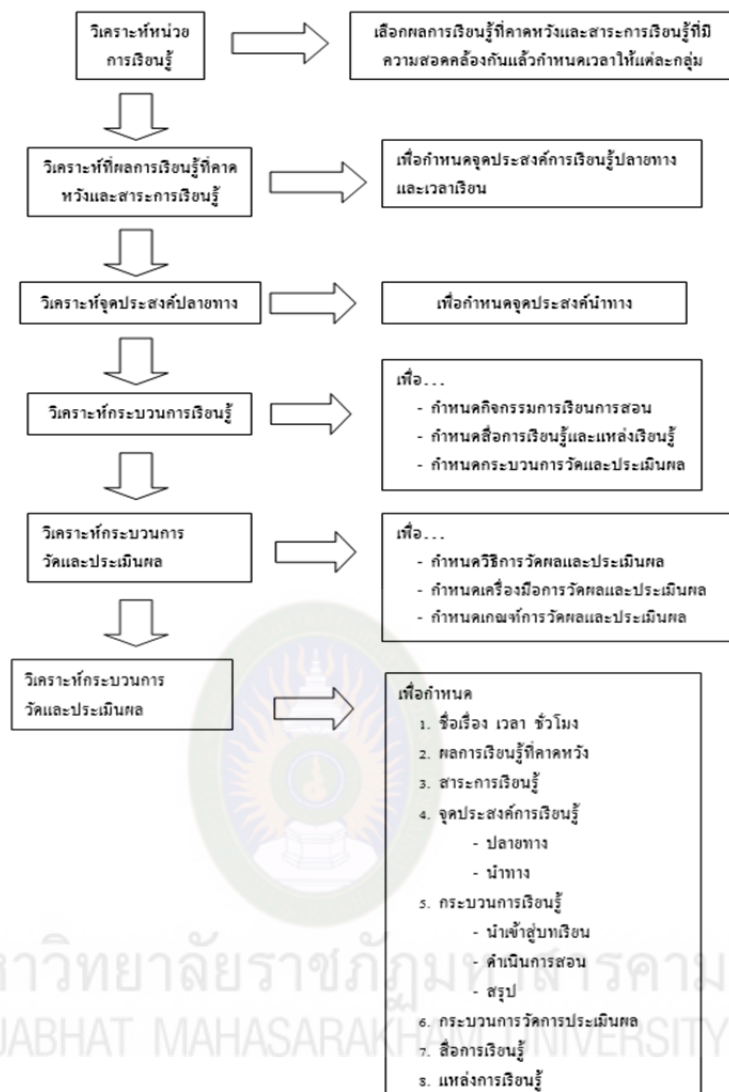 วิเคราะห์หน่วย
การเรียนรู้
เลือกผลการเรียนรู้ที่คาดหวังและสาระการเรียนรู้ที่มี
ความสอดคล้องกันแล้วกำหนดเวลาให้แต่ละกลุ่ม
วิเคราะห์ที่ผลการเรียนรู้ที่คาด
หวังและสาระการเรียนรู้
เพื่อกำหนดจุดประสงค์การเรียนรู้ปลายทาง
และเวลาเรียน
วิเคราะห์จุดประสงค์ปลายทาง
เพื่อกำหนดจุดประสงค์นำทาง
วิเคราะห์กระบวนการเรียนรู้
เพื่อ...
- กำหนดกิจกรรมการเรียนการสอน
- กำหนดสื่อการเรียนรู้และแหล่งเรียนรู้
- กำหนดกระบวนการวัดและประเมินผล
วิเคราะห์กระบวนการ
วัดและประเมินผล
เพื่อ...
- กำหนดวิธีการวัดผลและประเมินผล
- กำหนดเครื่องมือการวัดผลและประเมินผล
- กำหนดเกณฑ์การวัดผลและประเมินผล
วิเคราะห์กระบวนการ
วัดและประเมินผล
เพื่อกำหนด
1. ชื่อเรื่อง เวลา ชั่วโมง
2. ผลการเรียนรู้ที่คาดหวัง
3. สาระการเรียนรู้
4. จุดประสงค์การเรียนรู้
- ปลายทาง
- นำทาง
5. กระบวนการเรียนรู้
- นำเข้าสู่บทเรียน
- ดำเนินการสอน
- สรุป
6. กระบวนการวัดการประเมินผล
7. สื่อการเรียนรู้
8. แหล่งการเรียนรู้
หาวิทยาลัยราชภัฏมหาสารคาม
JABHAT MAHASARAKHAM UNIVERSITY